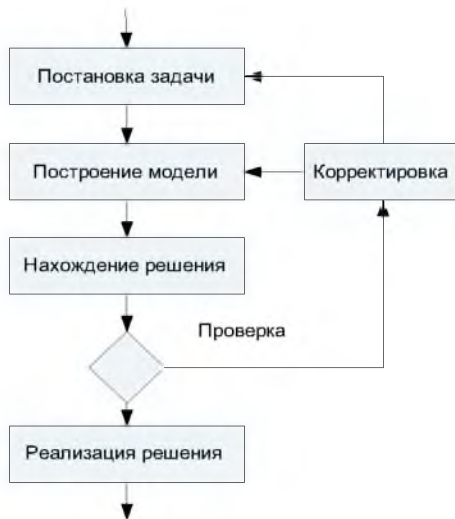 Постановка задачи
Построение модели
Корректировка
Нахождение решения
Проверка
Реализация решения